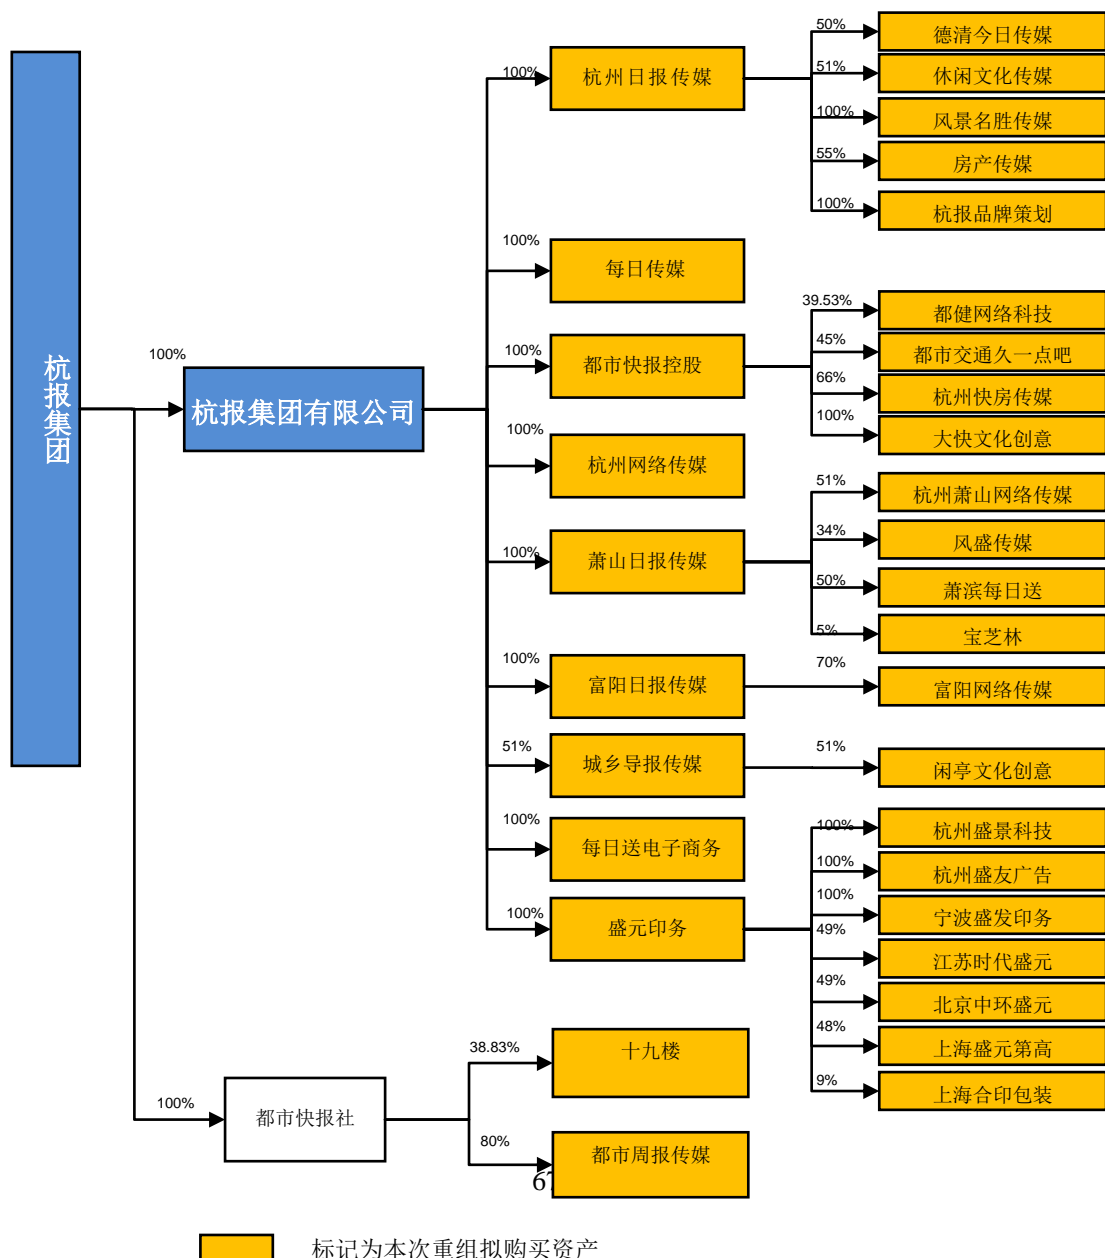 杭报集团
100%
杭报集团有限公司
100%
杭州日报传媒
50%
德清今日传媒
51%
休闲文化传媒
100%
风景名胜传媒
55%
房产传媒
100%
杭报品牌策划
100%
每日传媒
100%
都市快报控股
39.53%
都健网络科技
45%
都市交通久一点吧
66%
杭州快房传媒
100%
大快文化创意
100%
杭州网络传媒
100%
萧山日报传媒
51%
杭州萧山网络传媒
34%
风盛传媒
50%
萧滨每日送
5%
宝芝林
100%
富阳日报传媒
70%
富阳网络传媒
51%
城乡导报传媒
51%
闲亭文化创意
100%
每日送电子商务
100%
盛元印务
100%
杭州盛景科技
100%
杭州盛友广告
100%
宁波盛发印务
49%
江苏时代盛元
49%
北京中环盛元
48%
上海盛元第高
9%
上海合印包装
100%
都市快报社
38.83%
十九楼
80%
都市周报传媒
67
标记为本次重组拟购买资产